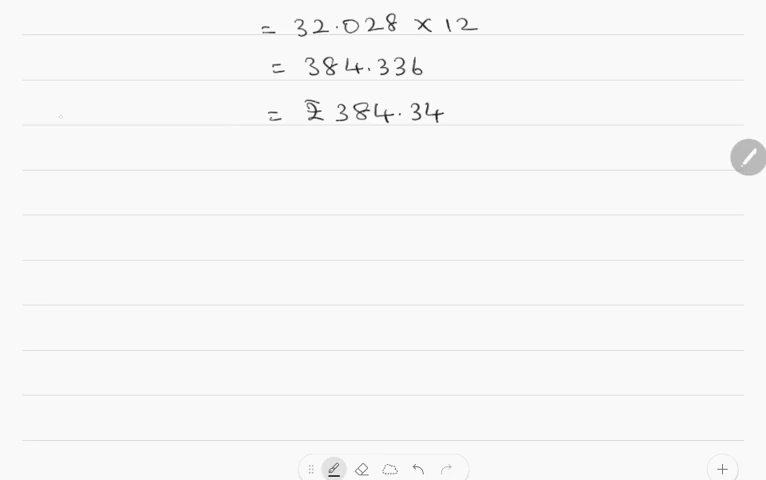 = 32.028 × 12
= 384.336
= ₹ 384.34